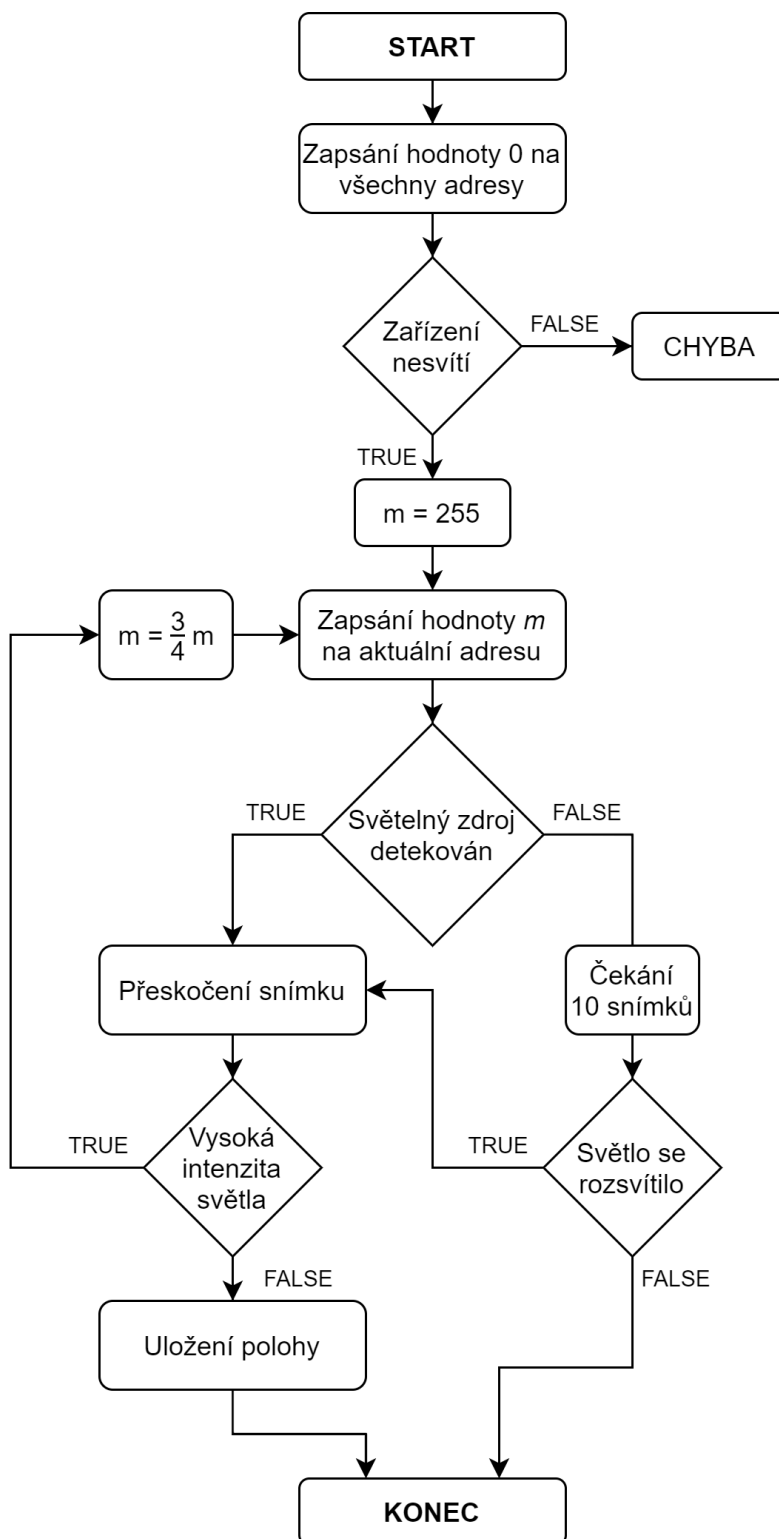 START
Zapsání hodnoty 0 na
všechny adresy
Zařízení
nesvítí
FALSE
CHYBA
TRUE
m = 255
m = 3/4 m
Zapsání hodnoty m
na aktuální adresu
TRUE
Světelný zdroj
detekován
FALSE
Přeskočení snímku
Čekání
10 snímků
TRUE
Vysoká
intenzita
světla
TRUE
Světlo se
rozsvítilo
FALSE
FALSE
Uložení polohy
KONEC